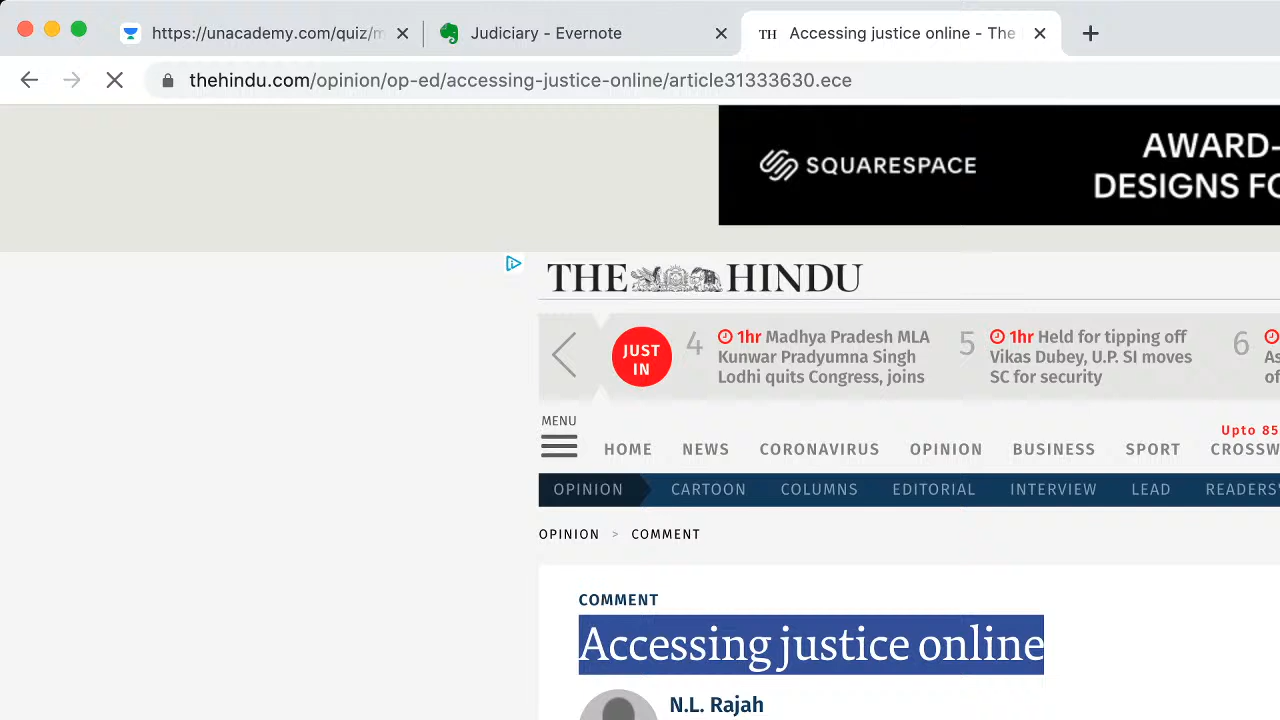 https://unacademy.com/quiz/m
Judiciary - Evernote
TH Accessing justice online - The
thehindu.com/opinion/op-ed/accessing-justice-online/article31333630.ece
SQUARESPACE
AWARD-
DESIGNS FO
THE HINDU
JUST
IN
4 1hr Madhya Pradesh MLA
Kunwar Pradyumna Singh
Lodhi quits Congress, joins
5 1hr Held for tipping off
Vikas Dubey, U.P. SI moves
SC for security
6
As
of
MENU
Upto 85
HOME NEWS CORONAVIRUS OPINION BUSINESS SPORT CROSSW
OPINION CARTOON COLUMNS EDITORIAL INTERVIEW LEAD READERS'
OPINION > COMMENT
COMMENT
Accessing justice online
N.L. Rajah